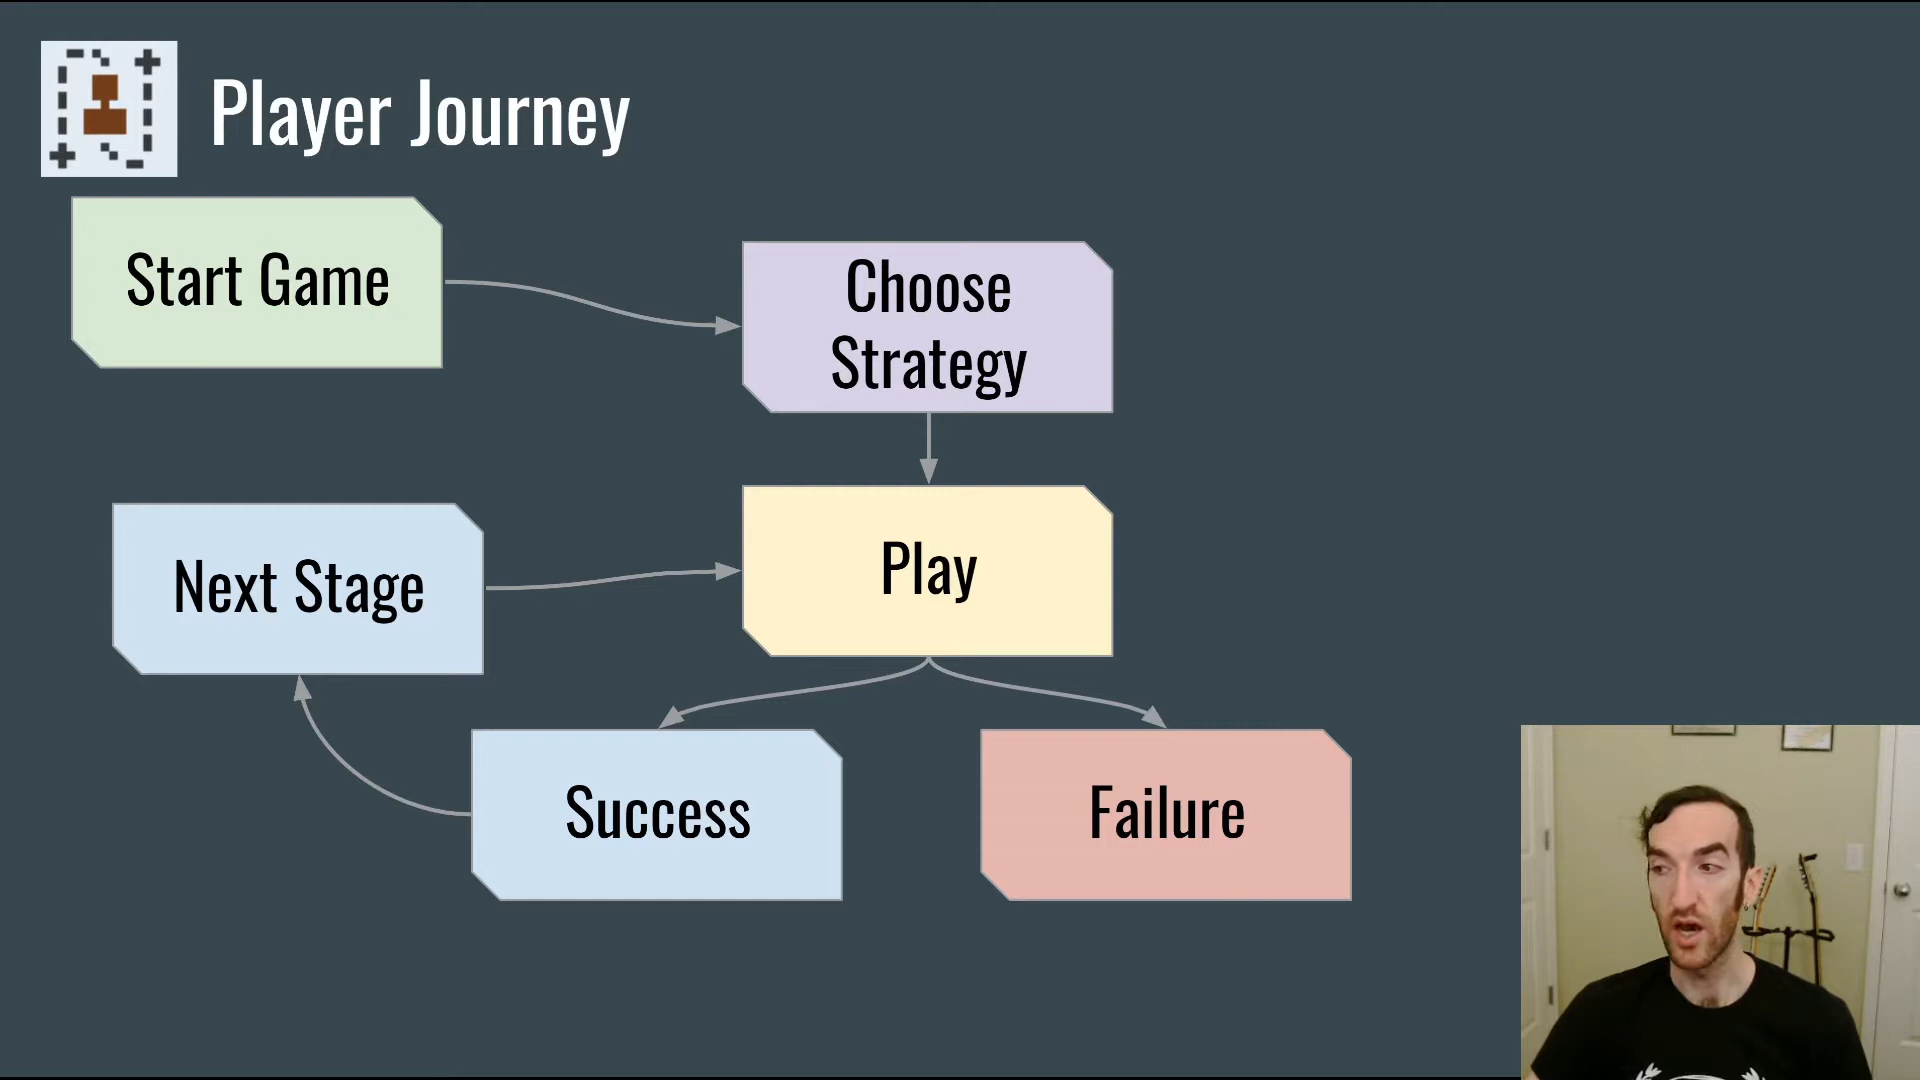 Player Journey
Start Game
Choose
Strategy
Next Stage
Play
Success
Failure